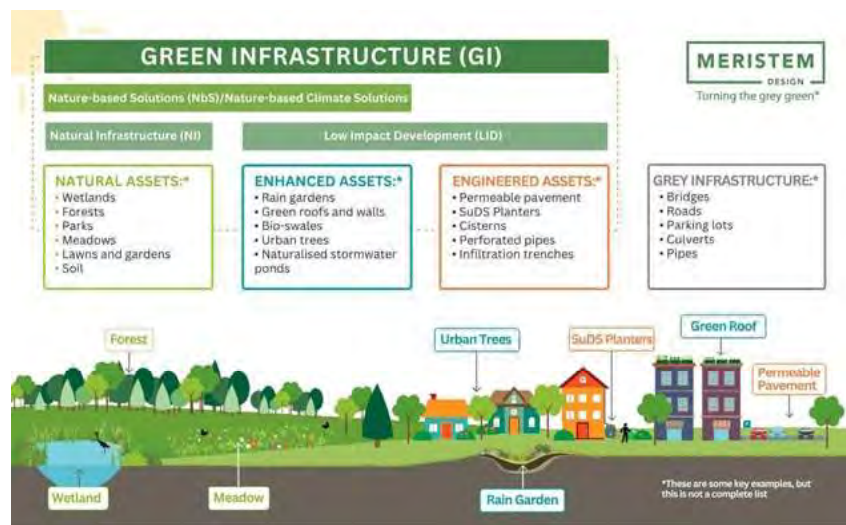 GREEN INFRASTRUCTURE (GI)
MERISTEM
DESIGN
Turning the grey green*
Nature-based Solutions (NbS)/Nature-based Climate Solutions
Natural Infrastructure (NI)
Low Impact Development (LID)
NATURAL ASSETS:*
• Wetlands
• Forests
• Parks
• Meadows
• Lawns and gardens
• Soil
ENHANCED ASSETS:*
• Rain gardens
• Green roofs and walls
• Bio-swales
• Urban trees
• Naturalised stormwater
ponds
ENGINEERED ASSETS:*
• Permeable pavement
• SuDS Planters
• Cisterns
• Perforated pipes
• Infiltration trenches
GREY INFRASTRUCTURE:*
• Bridges
• Roads
• Parking lots
• Culverts
• Pipes
Forest
Urban Trees
SuDS Planters
Green Roof
Permeable
Pavement
Wetland
Meadow
Rain Garden
*These are some key examples, but
this is not a complete list